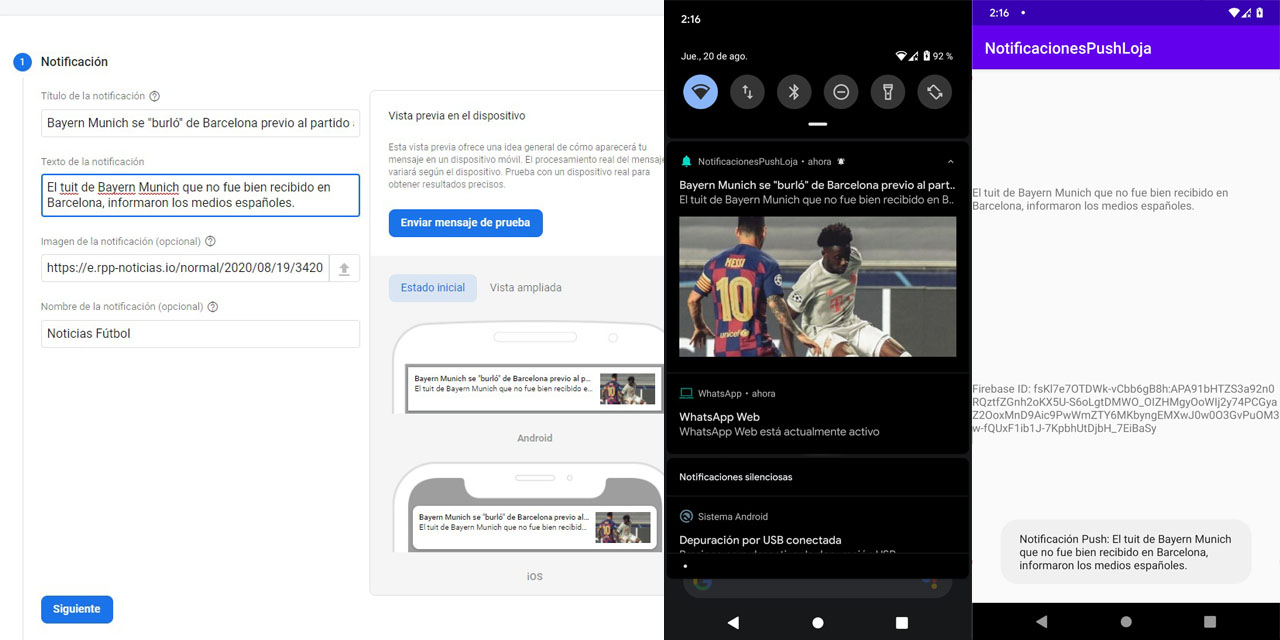 1 Notificación
Título de la notificación
Bayern Munich se "burló" de Barcelona previo al partido
Texto de la notificación
El tuit de Bayern Munich que no fue bien recibido en
Barcelona, informaron los medios españoles.
Imagen de la notificación (opcional)
https://e.rpp-noticias.io/normal/2020/08/19/3420
Nombre de la notificación (opcional)
Noticias Fútbol
Siguiente
Vista previa en el dispositivo
Esta vista previa ofrece una idea general de cómo aparecerá tu
mensaje en un dispositivo móvil. El procesamiento real del mensaje
variará según el dispositivo. Prueba con un dispositivo real para
obtener resultados precisos.
Enviar mensaje de prueba
Estado inicial Vista ampliada
Bayern Munich se "burló" de Barcelona previo al p...
El tuit de Bayern Munich que no fue bien recibido e...
Android
Bayern Munich se "burló" de Barcelona previo al...
El tuit de Bayern Munich que no fue bien recibid...
iOS
2:16
Jue., 20 de ago. 92 %
NotificacionesPushLoja • ahora
Bayern Munich se "burló" de Barcelona previo al part..
El tuit de Bayern Munich que no fue bien recibido en B..
MESSI
10
unicef
WhatsApp • ahora
WhatsApp Web
WhatsApp Web está actualmente activo
Notificaciones silenciosas
Sistema Android
Depuración por USB conectada
2:16
NotificacionesPushLoja
El tuit de Bayern Munich que no fue bien recibido en
Barcelona, informaron los medios españoles.
Firebase ID: fsKl7e7OTDWk-vCbb6gB8h:APA91bHTZS3a92n0
RQztfZGnh2oKX5U-S6oLgtDMWO_OIZHMgyOoWIj2y74PCGya
Z2OoxMnD9Aic9PwWmZTY6MKbyngEMXwJ0w0O3GvPuOM3
w-fQUxF1ib1J-7KpbhUtDjbH_7EiBaSy
Notificación Push: El tuit de Bayern Munich
que no fue bien recibido en Barcelona,
informaron los medios españoles.